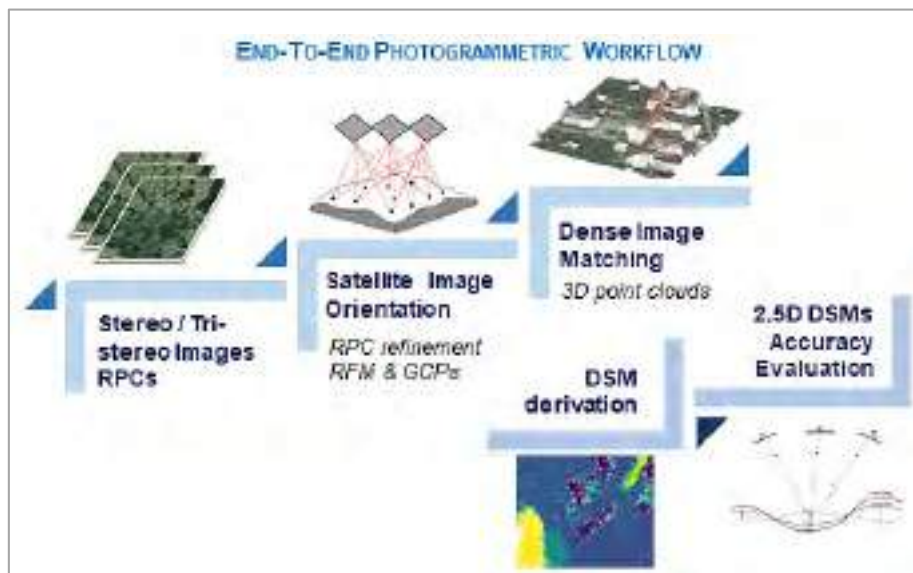 END-TO-END PHOTOGRAMMETRIC WORKFLOW
Stereo / Tri-
stereo Images
RPCs
Satellite Image
Orientation
RPC refinement
RFM & GCPs
Dense Image
Matching
3D point clouds
DSM
derivation
2.5D DSMs
Accuracy
Evaluation